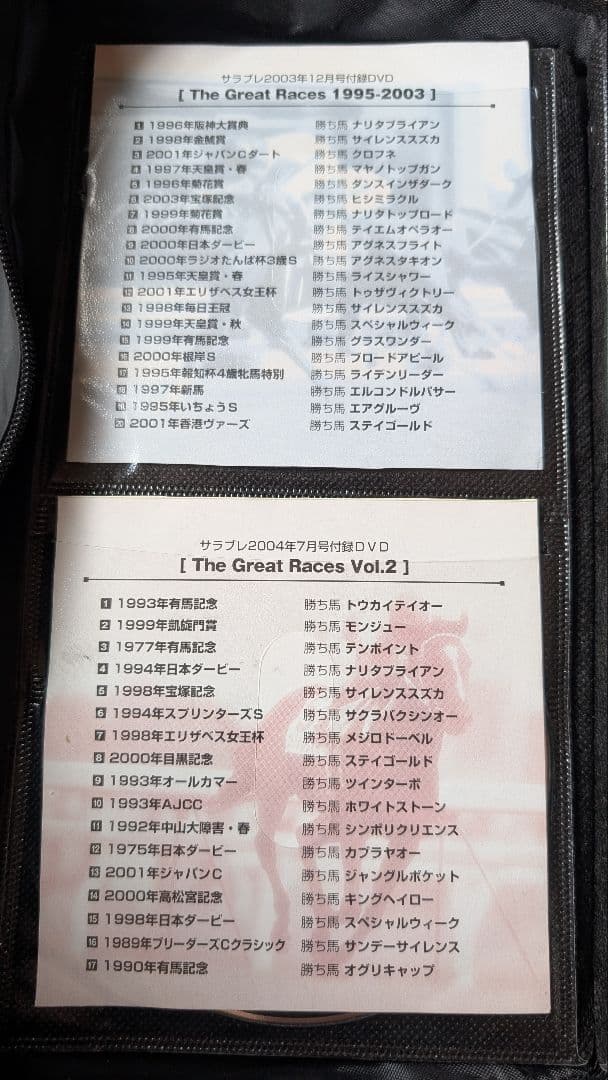 サラブレ2003年12月号付録DVD
[ The Great Races 1995-2003 ]
1 1996年阪神大賞典 勝ち馬 ナリタブライアン
2 1998年金鯱賞 勝ち馬 サイレンススズカ
3 2001年ジャパンCダート 勝ち馬 クロフネ
4 1997年天皇賞・春 勝ち馬 マヤノトップガン
5 1996年菊花賞 勝ち馬 ダンスインザダーク
6 2003年宝塚記念 勝ち馬 ヒシミラクル
7 1999年菊花賞 勝ち馬 ナリタトップロード
8 2000年有馬記念 勝ち馬 テイエムオペラオー
9 2000年日本ダービー 勝ち馬 アグネスフライト
10 2000年ラジオたんぱ杯3歳S 勝ち馬 アグネスタキオン
11 1995年天皇賞・春 勝ち馬 ライスシャワー
12 2001年エリザベス女王杯 勝ち馬 トゥザヴィクトリー
13 1998年毎日王冠 勝ち馬 サイレンススズカ
14 1999年天皇賞・秋 勝ち馬 スペシャルウィーク
15 1999年有馬記念 勝ち馬 グラスワンダー
16 2000年根岸S 勝ち馬 ブロードアピール
17 1995年報知杯4歳牝馬特別 勝ち馬 ライデンリーダー
18 1997年新馬 勝ち馬 エルコンドルパサー
19 1995年いちょうS 勝ち馬 エアグルーヴ
20 2001年香港ヴァーズ 勝ち馬 ステイゴールド
サラブレ2004年7月号付録DVD
[ The Great Races Vol.2 ]
1 1993年有馬記念 勝ち馬 トウカイテイオー
2 1999年凱旋門賞 勝ち馬 モンジュー
3 1977年有馬記念 勝ち馬 テンポイント
4 1994年日本ダービー 勝ち馬 ナリタブライアン
5 1998年宝塚記念 勝ち馬 サイレンススズカ
6 1994年スプリンターズS 勝ち馬 サクラバクシンオー
7 1998年エリザベス女王杯 勝ち馬 メジロドーベル
8 2000年目黒記念 勝ち馬 ステイゴールド
9 1993年オールカマー 勝ち馬 ツインターボ
10 1993年AJCC 勝ち馬 ホワイトストーン
11 1992年中山大障害・春 勝ち馬 シンボリクリエンス
12 1975年日本ダービー 勝ち馬 カブラヤオー
13 2001年ジャパンC 勝ち馬 ジャングルポケット
14 2000年高松宮記念 勝ち馬 キングヘイロー
15 1998年日本ダービー 勝ち馬 スペシャルウィーク
16 1989年ブリーダーズCクラシック 勝ち馬 サンデーサイレンス
17 1990年有馬記念 勝ち馬 オグリキャップ